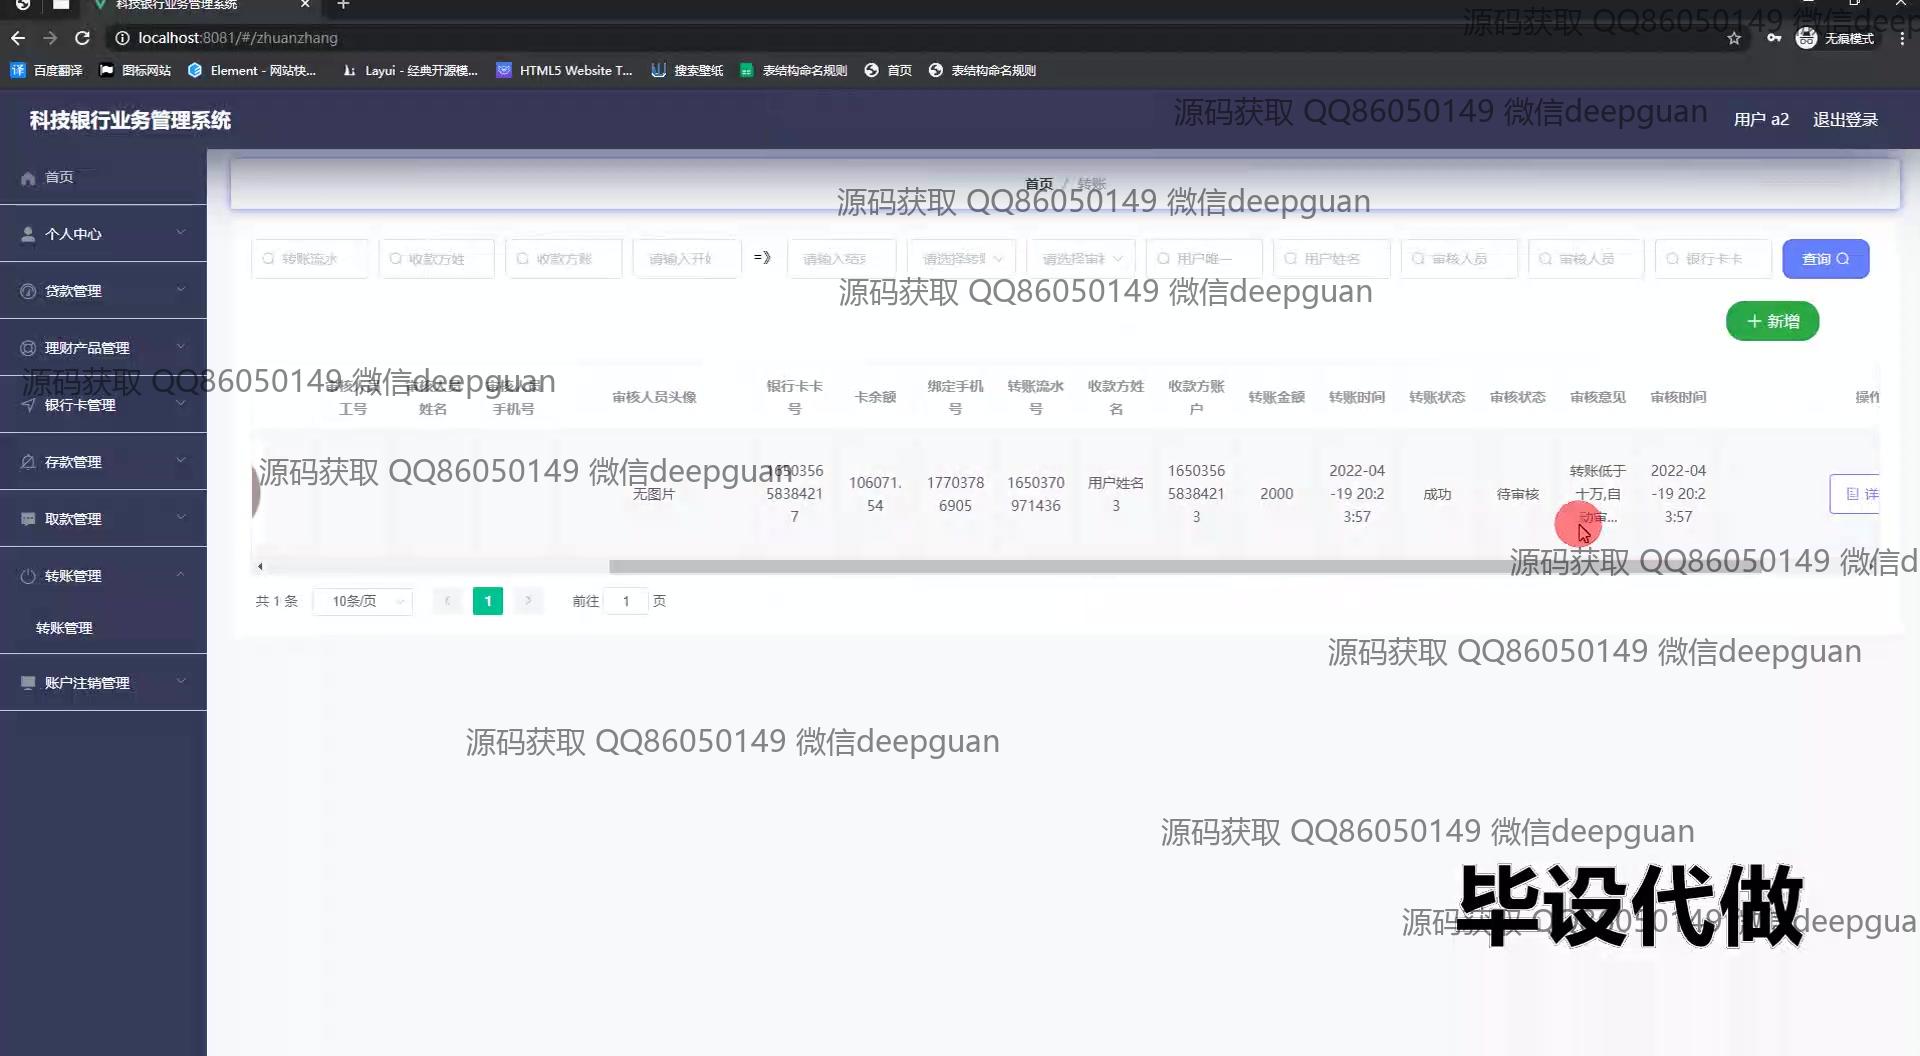 科技银行业务管理系统
localhost:8081/#/zhuanzhang
无痕模式
源码获取 QQ86050149 微信deep
百度翻译 图标网站 Element - 网站快... Layui - 经典开源模... HTML5 Website T... 搜索壁纸 表结构命名规则 首页 表结构命名规则
科技银行业务管理系统
源码获取 QQ86050149 微信deepguan
用户 a2 退出登录
首页
个人中心
贷款管理
理财产品管理
银行卡管理
存款管理
取款管理
转账管理
转账管理
账户注销管理
首页 / 转账
源码获取 QQ86050149 微信deepguan
转账流水 收款方姓 收款方账 请输入开始 => 请输入结束 请选择转账 请选择审核 用户唯一 用户姓名 审核人员 审核人员 银行卡卡 查询
源码获取 QQ86050149 微信deepguan
+ 新增
源码获取 QQ86050149 微信deepguan
审核人员工号 审核人员姓名 审核人员手机号 审核人员头像 银行卡卡号 卡余额 绑定手机号 转账流水号 收款方姓名 收款方账户 转账金额 转账时间 转账状态 审核状态 审核意见 审核时间 操作
源码获取 QQ86050149 微信deepguan
无图片 165035658384217 106071.54 17703786905 1650370971436 用户姓名3 165035658384213 2000 2022-04-19 20:23:57 成功 待审核 转账低于十万,自动审... 2022-04-19 20:23:57 详
源码获取 QQ86050149 微信d
共 1 条 10条/页 1 前往 1 页
源码获取 QQ86050149 微信deepguan
源码获取 QQ86050149 微信deepguan
源码获取 QQ86050149 微信deepguan
毕设代做
源码获取 QQ86050149 微信deepgua